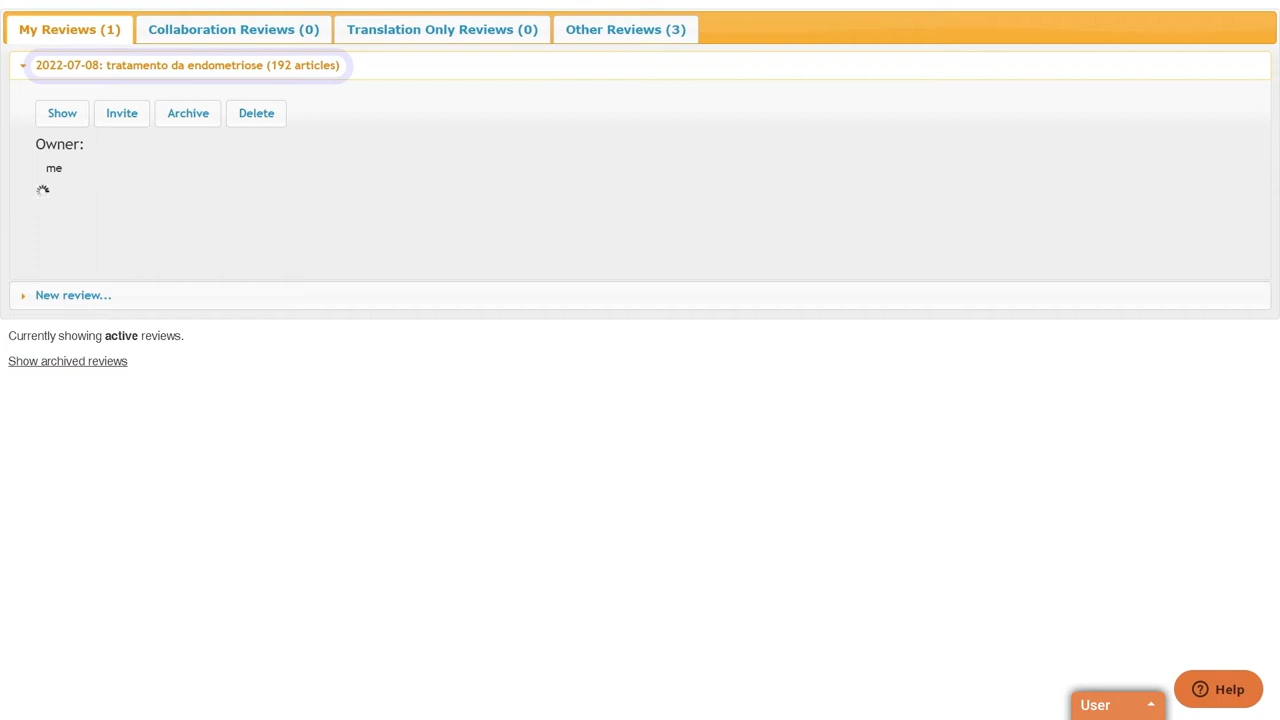 My Reviews (1)
Collaboration Reviews (0)
Translation Only Reviews (0)
Other Reviews (3)
2022-07-08: tratamento da endometriose (192 articles)
Show
Invite
Archive
Delete
Owner:
me
New review...
Currently showing active reviews.
Show archived reviews
User
Help